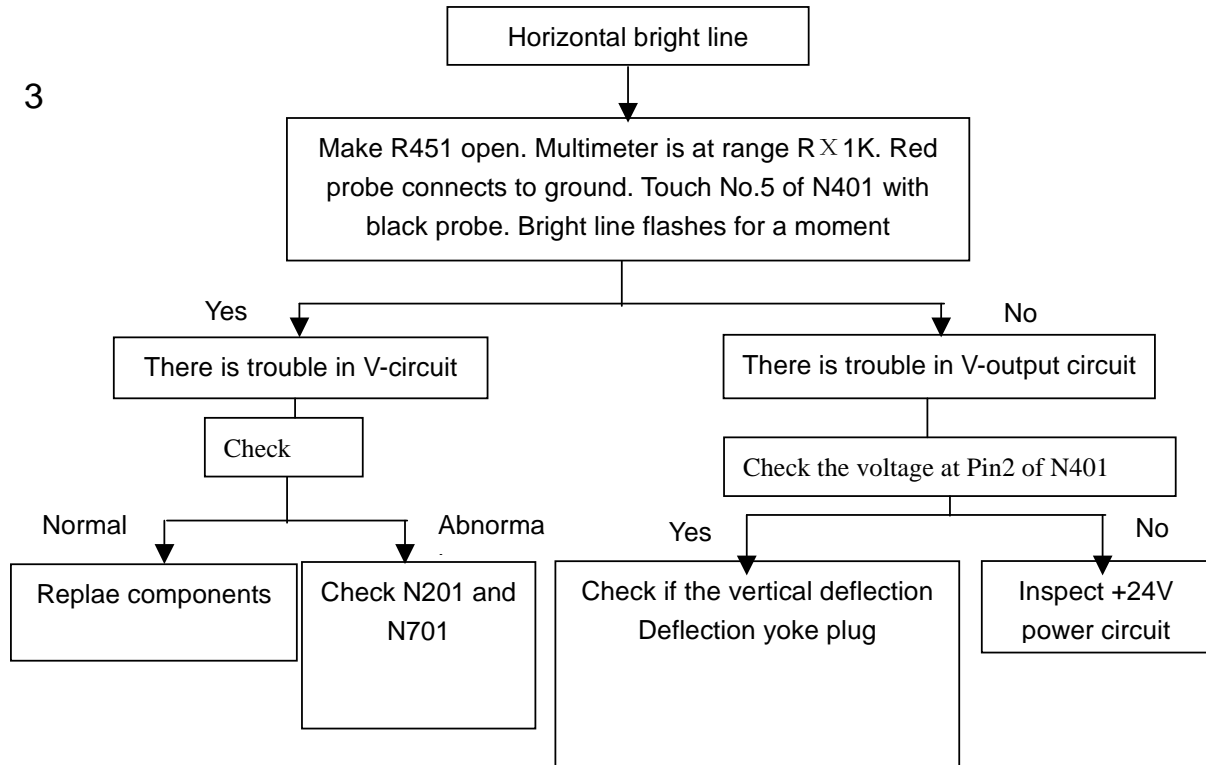 Horizontal bright line
3
Make R451 open. Multimeter is at range R×1K. Red
probe connects to ground. Touch No.5 of N401 with
black probe. Bright line flashes for a moment
Yes
No
There is trouble in V-circuit
There is trouble in V-output circuit
Check
Check the voltage at Pin2 of N401
Normal
Abnorma
Yes
No
Replae components
Check N201 and
N701
Check if the vertical deflection
Deflection yoke plug
Inspect +24V
power circuit